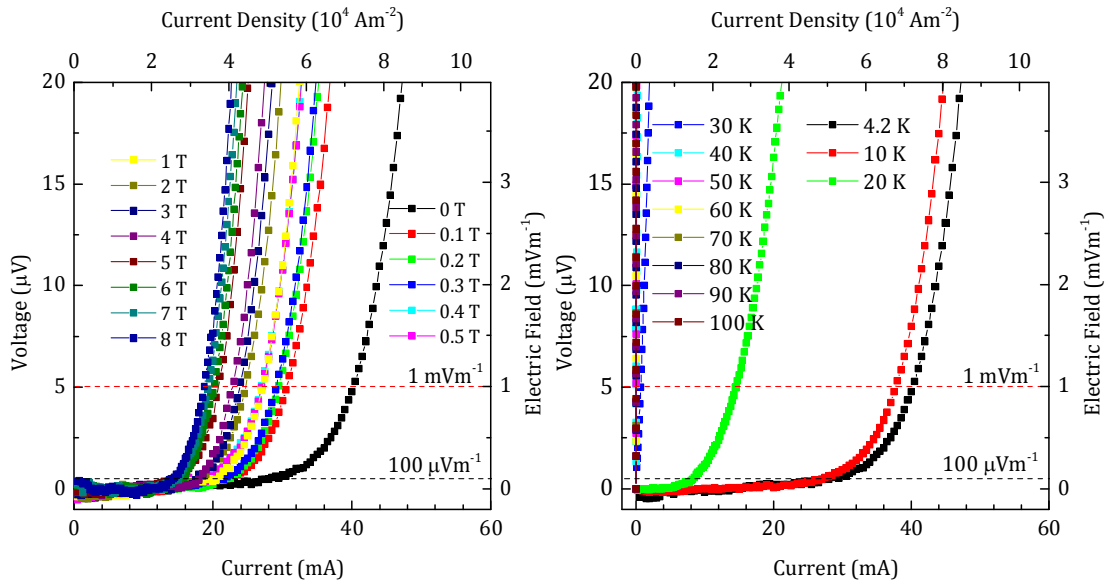 Current Density (10⁴ Am⁻²)
0 2 4 6 8 10
20
15
10
5
0
Voltage (µV)
1 T
2 T
3 T
4 T
5 T
6 T
7 T
8 T
0 T
0.1 T
0.2 T
0.3 T
0.4 T
0.5 T
1 mVm⁻¹
100 µVm⁻¹
3
2
1
0
Electric Field (mVm⁻¹)
0 20 40 60
Current (mA)
Current Density (10⁴ Am⁻²)
0 2 4 6 8 10
20
15
10
5
0
Voltage (µV)
30 K
40 K
50 K
60 K
70 K
80 K
90 K
100 K
4.2 K
10 K
20 K
1 mVm⁻¹
100 µVm⁻¹
3
2
1
0
Electric Field (mVm⁻¹)
0 20 40 60
Current (mA)